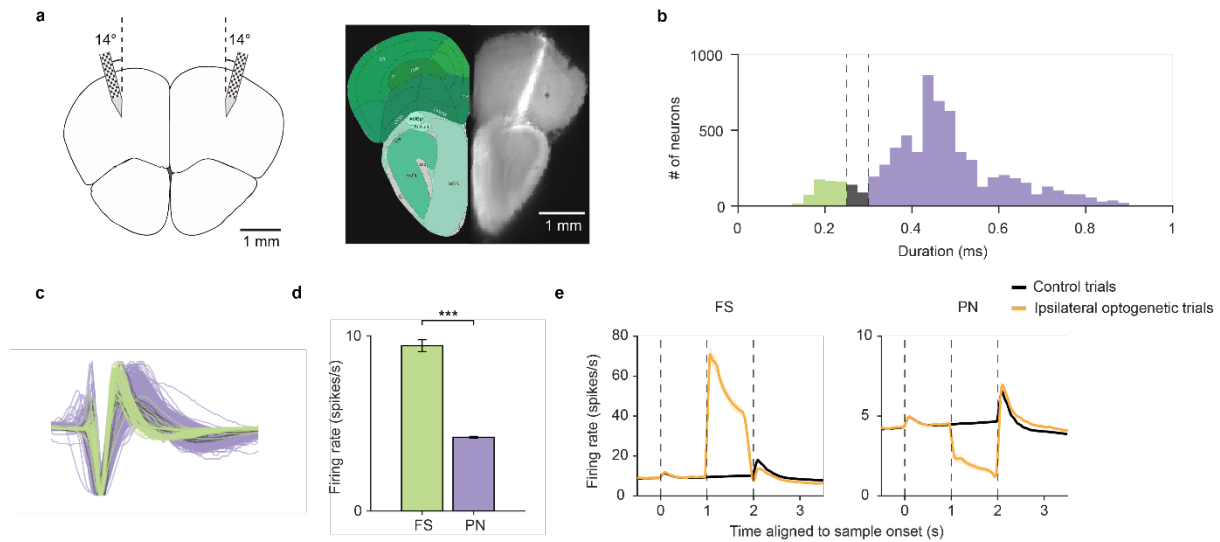 a
14°
14°
1 mm
1 mm
b
# of neurons
1000
500
0
0
0.2
0.4
0.6
0.8
1
Duration (ms)
c
d
Firing rate (spikes/s)
10
0
***
FS
PN
e
Control trials
Ipsilateral optogenetic trials
FS
PN
Firing rate (spikes/s)
80
60
40
20
0
0
1
2
3
10
5
0
0
1
2
3
Time aligned to sample onset (s)